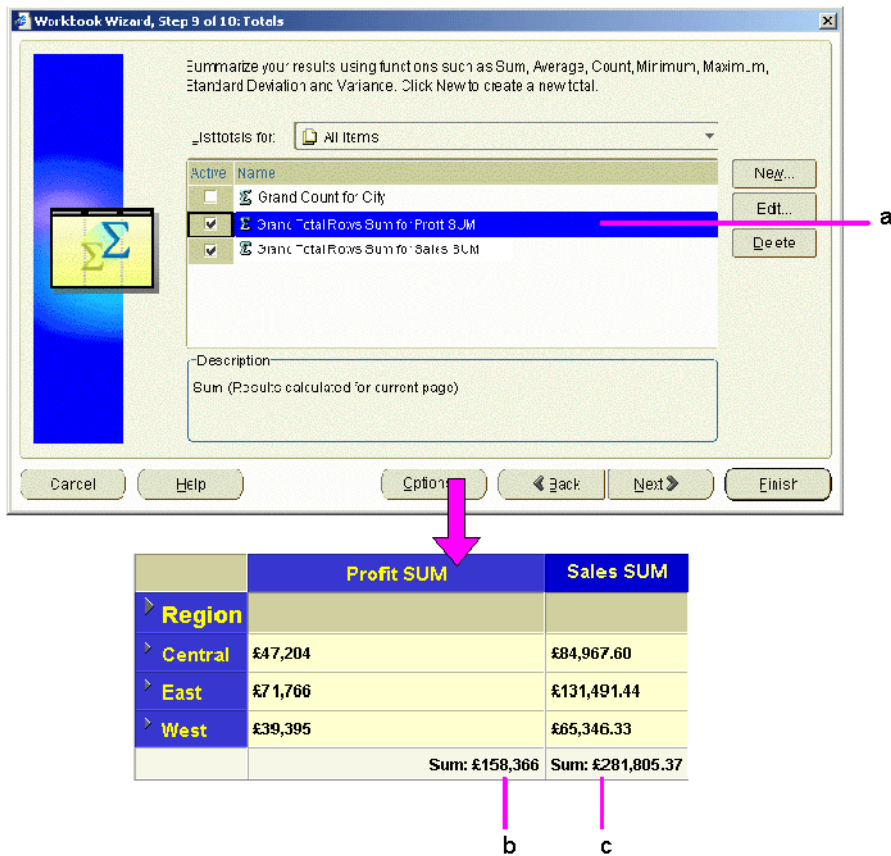 Workbook Wizard, Step 9 of 10: Totals
Summarize your results using functions such as Sum, Average, Count, Minimum, Maximum,
Standard Deviation and Variance. Click New to create a new total.
List totals for: All Items
Active Name
Grand Count for City
Grand Total Rows Sum for Profit SUM
Grand Total Rows Sum for Sales SUM
New...
Edit...
Delete
a
Description
Sum (Results calculated for current page)
Cancel Help Options Back Next Finish
Profit SUM Sales SUM
Region
Central £47,204 £84,967.60
East £71,766 £131,491.44
West £39,395 £65,346.33
Sum: £158,366 Sum: £281,805.37
b c